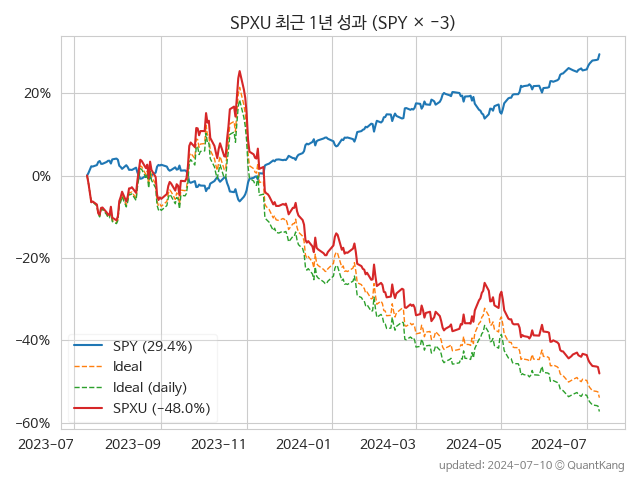 SPXU 최근 1년 성과 (SPY × −3)
20%
0%
−20%
−40%
−60%
SPY (29.4%)
Ideal
Ideal (daily)
SPXU (−48.0%)
2023-07
2023-09
2023-11
2024-01
2024-03
2024-05
2024-07
updated: 2024-07-10 © QuantKang